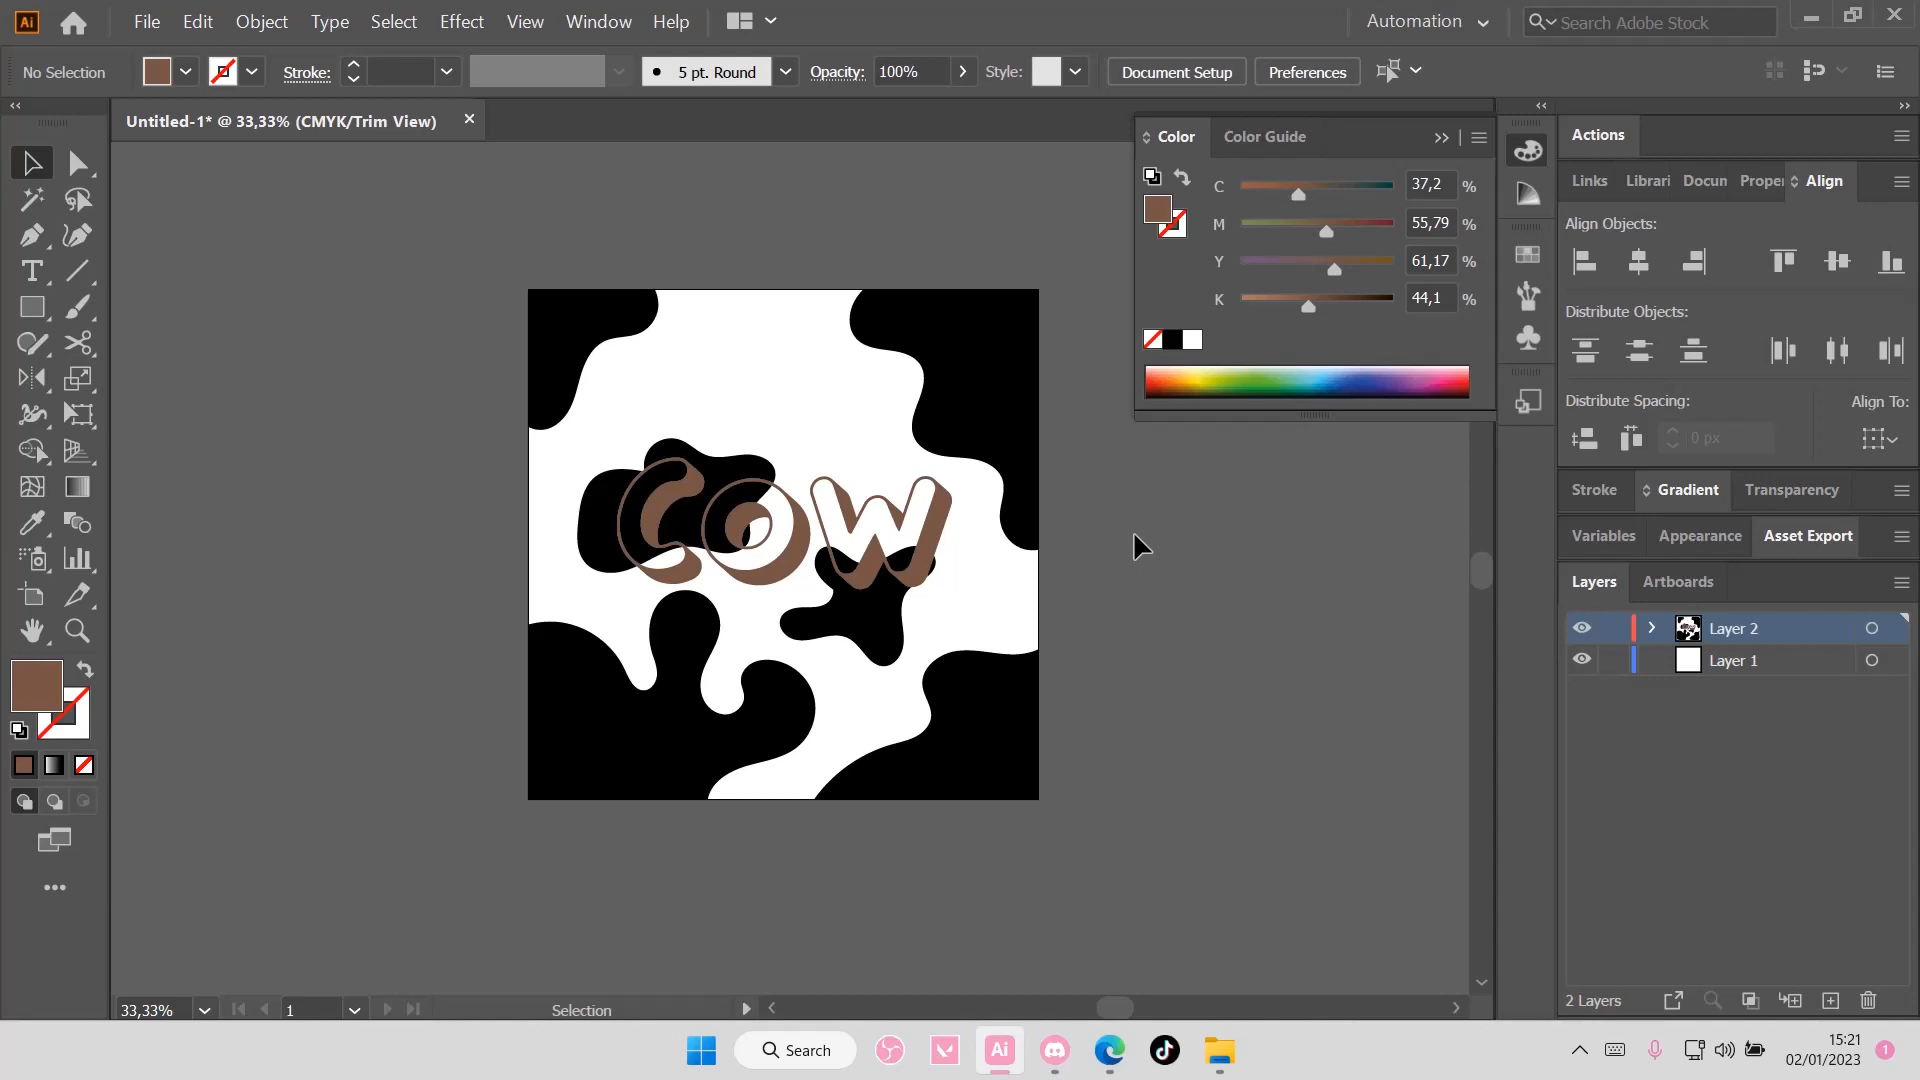 Ai File Edit Object Type Select Effect View Window Help Automation Search Adobe Stock
No Selection Stroke: 5 pt. Round Opacity: 100% Style: Document Setup Preferences
Untitled-1* @ 33,33% (CMYK/Trim View)
Color Color Guide
C 37,2 %
M 55,79 %
Y 61,17 %
K 44,1 %
Actions
Links Librari Docun Proper Align
Align Objects:
Distribute Objects:
Distribute Spacing: Align To:
0 px
Stroke Gradient Transparency
Variables Appearance Asset Export
Layers Artboards
Layer 2
Layer 1
2 Layers
COW
33,33% 1 Selection
Search Ai
15:21
02/01/2023
1